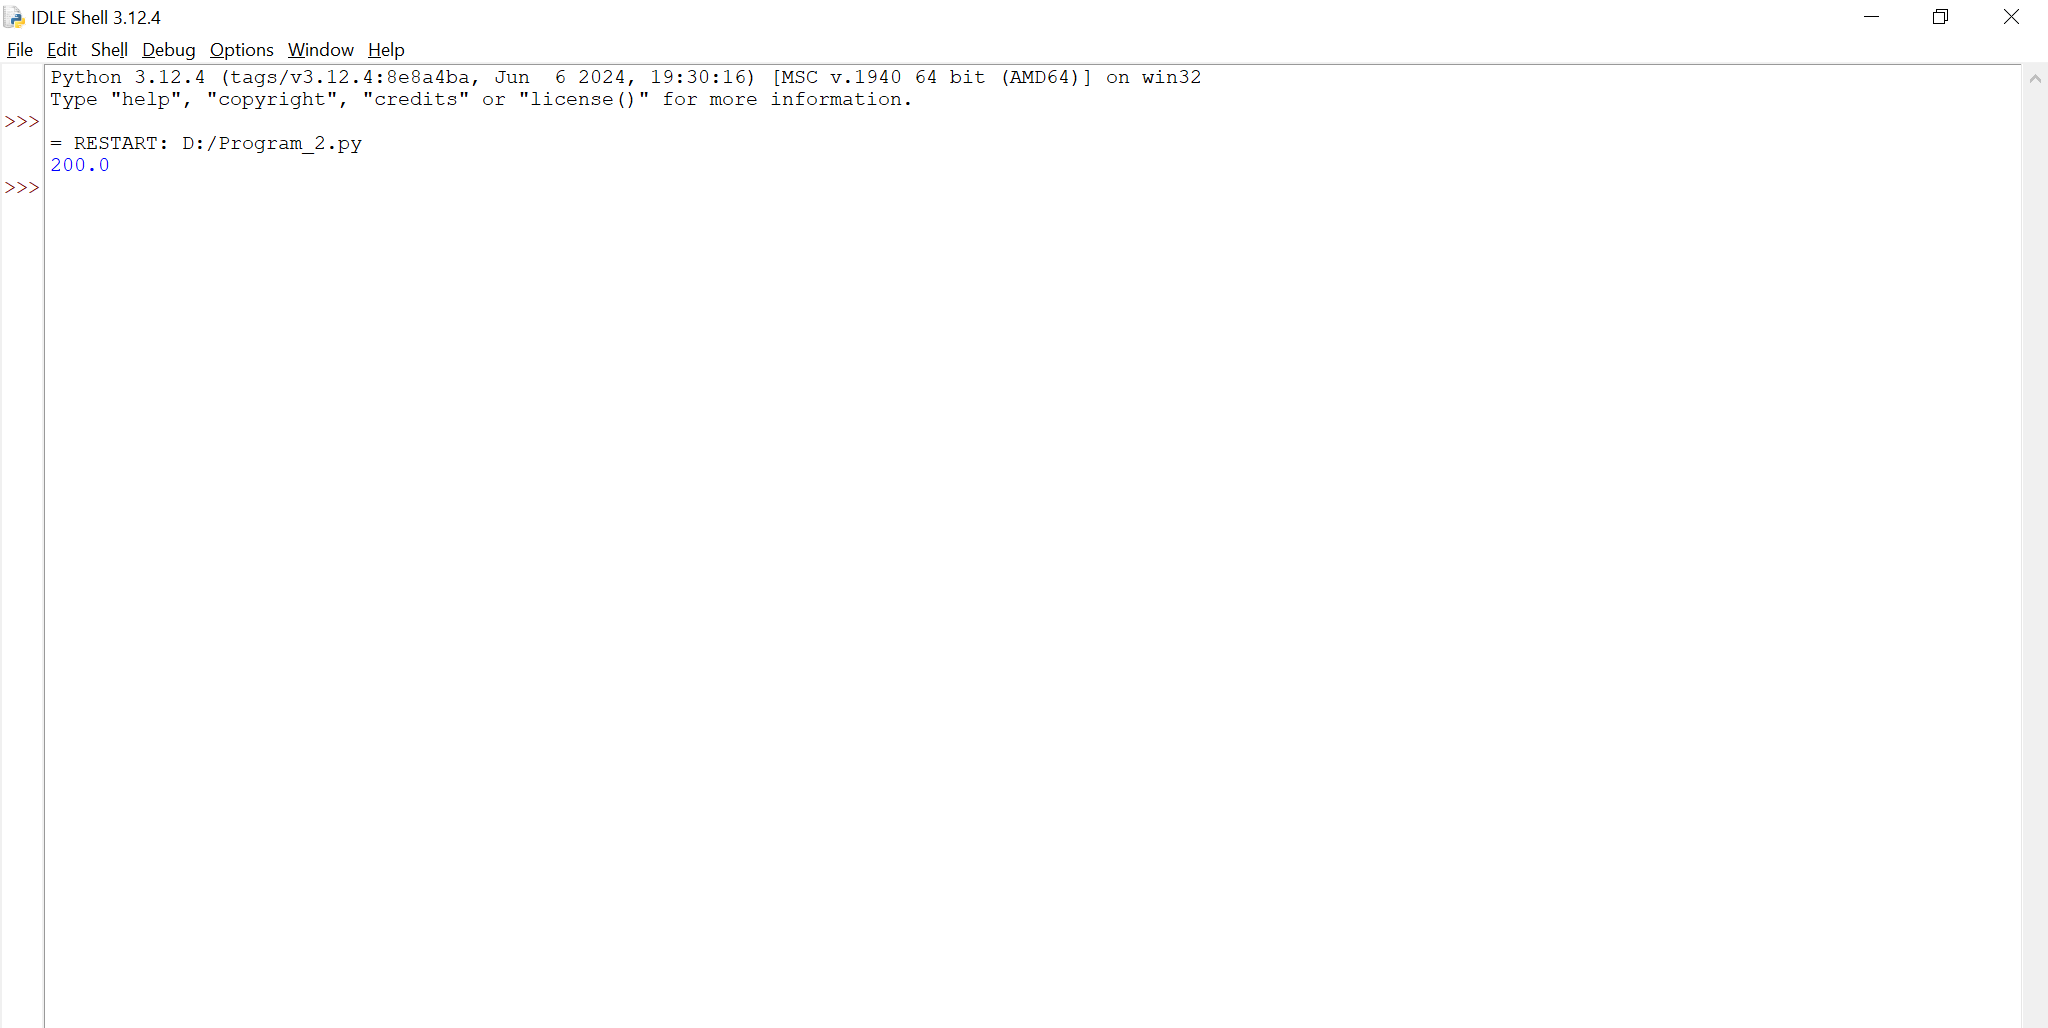 IDLE Shell 3.12.4
File Edit Shell Debug Options Window Help
Python 3.12.4 (tags/v3.12.4:8e8a4ba, Jun  6 2024, 19:30:16) [MSC v.1940 64 bit (AMD64)] on win32
Type "help", "copyright", "credits" or "license()" for more information.
>>>
= RESTART: D:/Program_2.py
200.0
>>>